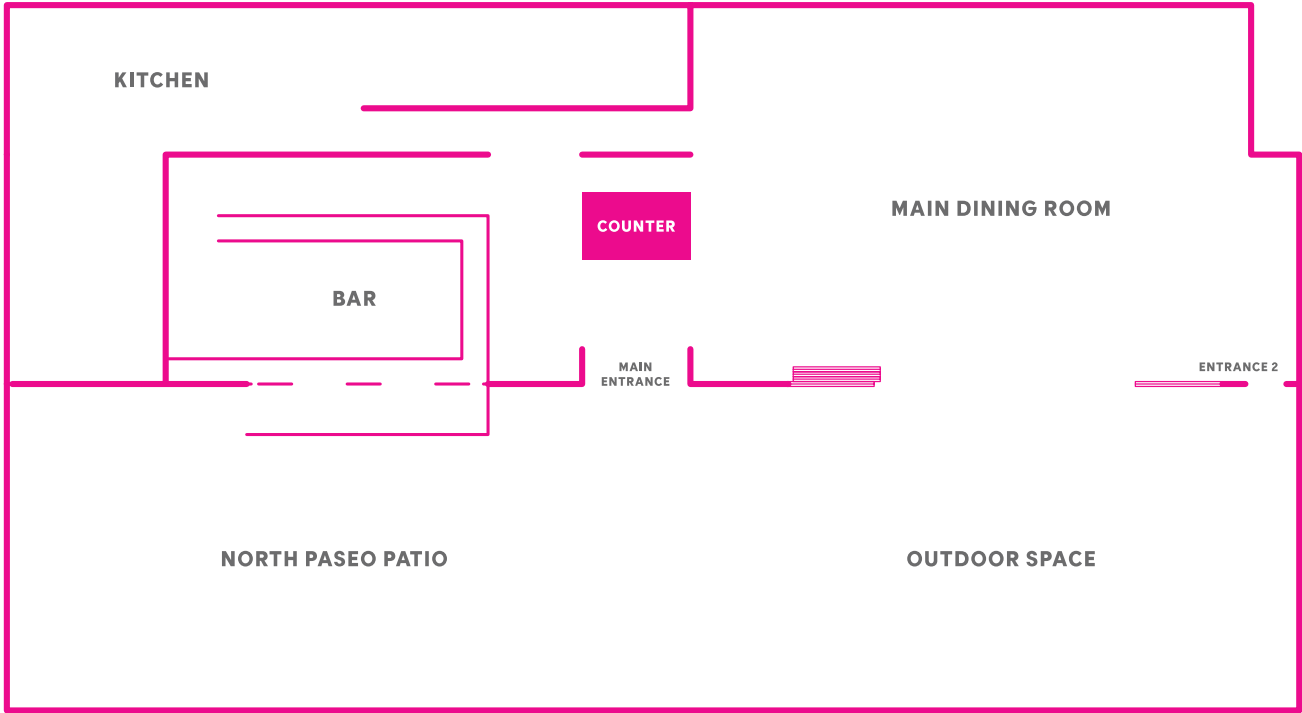 KITCHEN
MAIN DINING ROOM
COUNTER
BAR
MAIN
ENTRANCE
ENTRANCE 2
NORTH PASEO PATIO
OUTDOOR SPACE